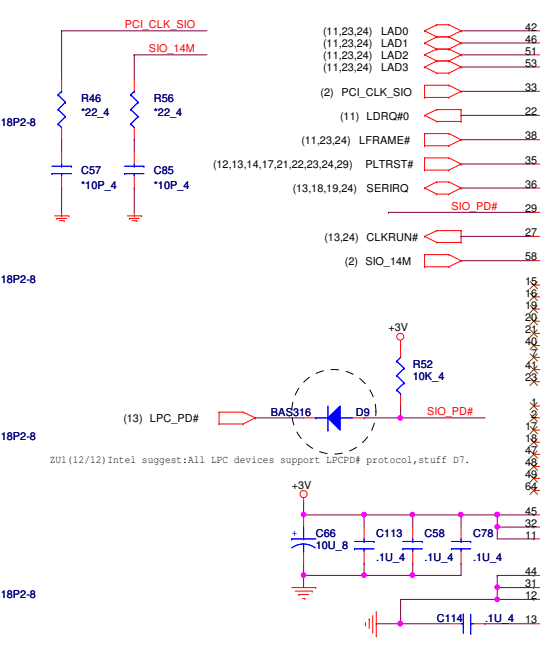 PCI_CLK_SIO
SIO_14M
R46
*22_4
R56
*22_4
C57
*10P_4
C85
*10P_4
18P2-8
18P2-8
18P2-8
18P2-8
(11,23,24) LAD0 42
(11,23,24) LAD1 46
(11,23,24) LAD2 51
(11,23,24) LAD3 53
(2) PCI_CLK_SIO 33
(11) LDRQ#0 22
(11,23,24) LFRAME# 38
(12,13,14,17,21,22,23,24,29) PLTRST# 35
(13,18,19,24) SERIRQ 36
SIO_PD# 29
(13,24) CLKRUN# 27
(2) SIO_14M 58
15
16
19
20
21
40
7
41
23
1
2
17
18
47
48
49
64
+3V
R52
10K_4
(13) LPC_PD#
BAS316 D9
SIO_PD#
ZU1(12/12)Intel suggest:All LPC devices support LPCPD# protocol,stuff D7.
+3V
+
C66
10U_8
C113
.1U_4
C58
.1U_4
C78
.1U_4
45
32
11
44
31
12
C114 .1U_4 13